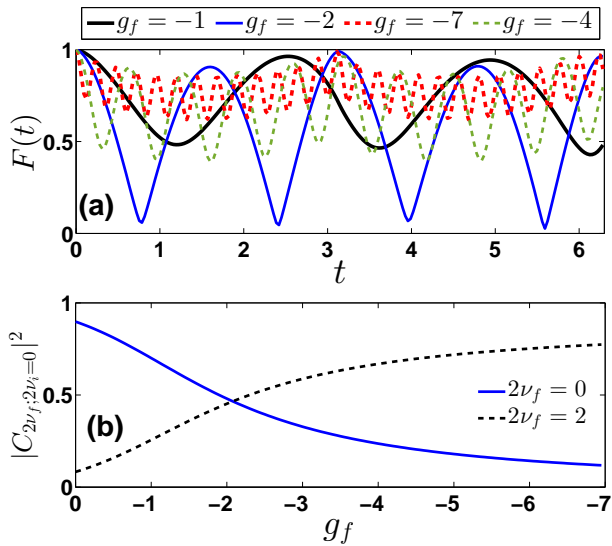 g_f = −1 g_f = −2 g_f = −7 g_f = −4
1
0.5
0
F(t)
(a)
0 1 2 3 4 5 6
t
1
0.5
0
|C_{2ν_f;2ν_i=0}|^2
(b)
2ν_f = 0
2ν_f = 2
0 −1 −2 −3 −4 −5 −6 −7
g_f